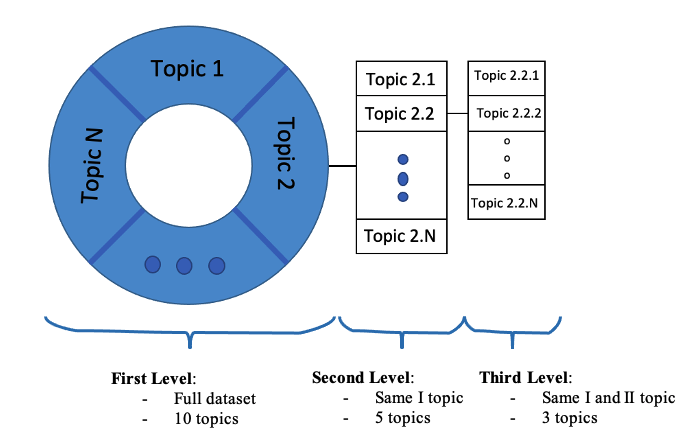 Topic 1
Topic 2
Topic N
Topic 2.1
Topic 2.2
Topic 2.N
Topic 2.2.1
Topic 2.2.2
Topic 2.2.N
First Level:
- Full dataset
- 10 topics
Second Level:
- Same I topic
- 5 topics
Third Level:
- Same I and II topic
- 3 topics